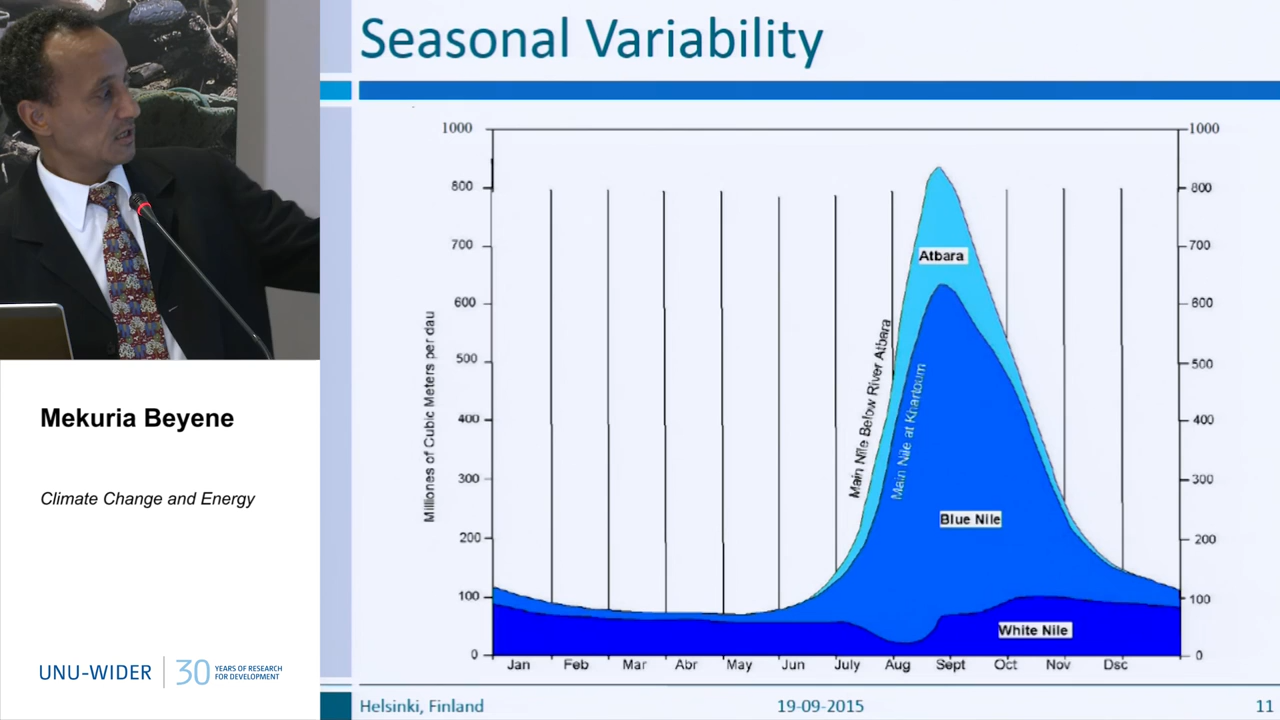 Seasonal Variability
1000
800
700
600
500
400
300
200
100
0
Milliones of Cubic Meters per dau
1000
800
700
600
500
400
300
200
100
0
Atbara
Main Nile Below River Atbara
Main Nile at Khartoum
Blue Nile
White Nile
Jan Feb Mar Abr May Jun July Aug Sept Oct Nov Dsc
Helsinki, Finland 19-09-2015 11
Mekuria Beyene
Climate Change and Energy
UNU-WIDER
30 YEARS OF RESEARCH
FOR DEVELOPMENT